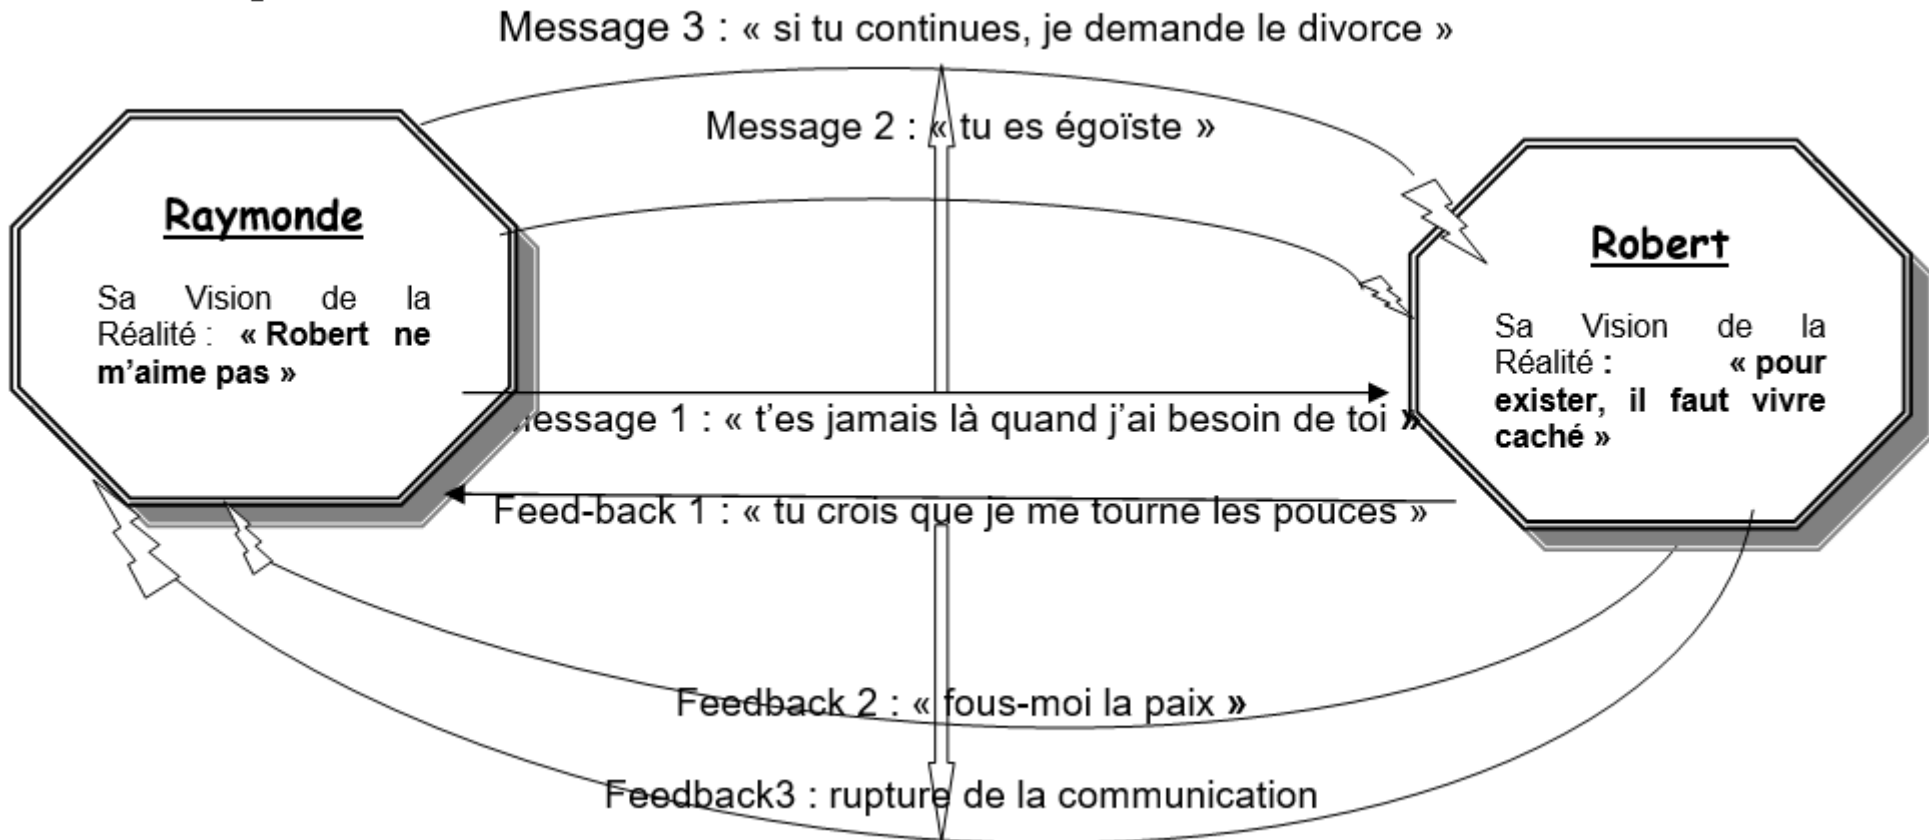 Message 3 : « si tu continues, je demande le divorce »
Message 2 : « tu es égoïste »
Raymonde
Sa Vision de la
Réalité : « Robert ne
m’aime pas »
Robert
Sa Vision de la
Réalité : « pour
exister, il faut vivre
caché »
Message 1 : « t’es jamais là quand j’ai besoin de toi »
Feed-back 1 : « tu crois que je me tourne les pouces »
Feedback 2 : « fous-moi la paix »
Feedback3 : rupture de la communication